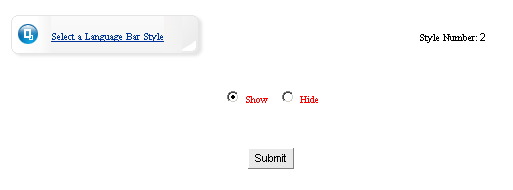 Select a Language Bar Style
Style Number: 2
Show Hide
Submit